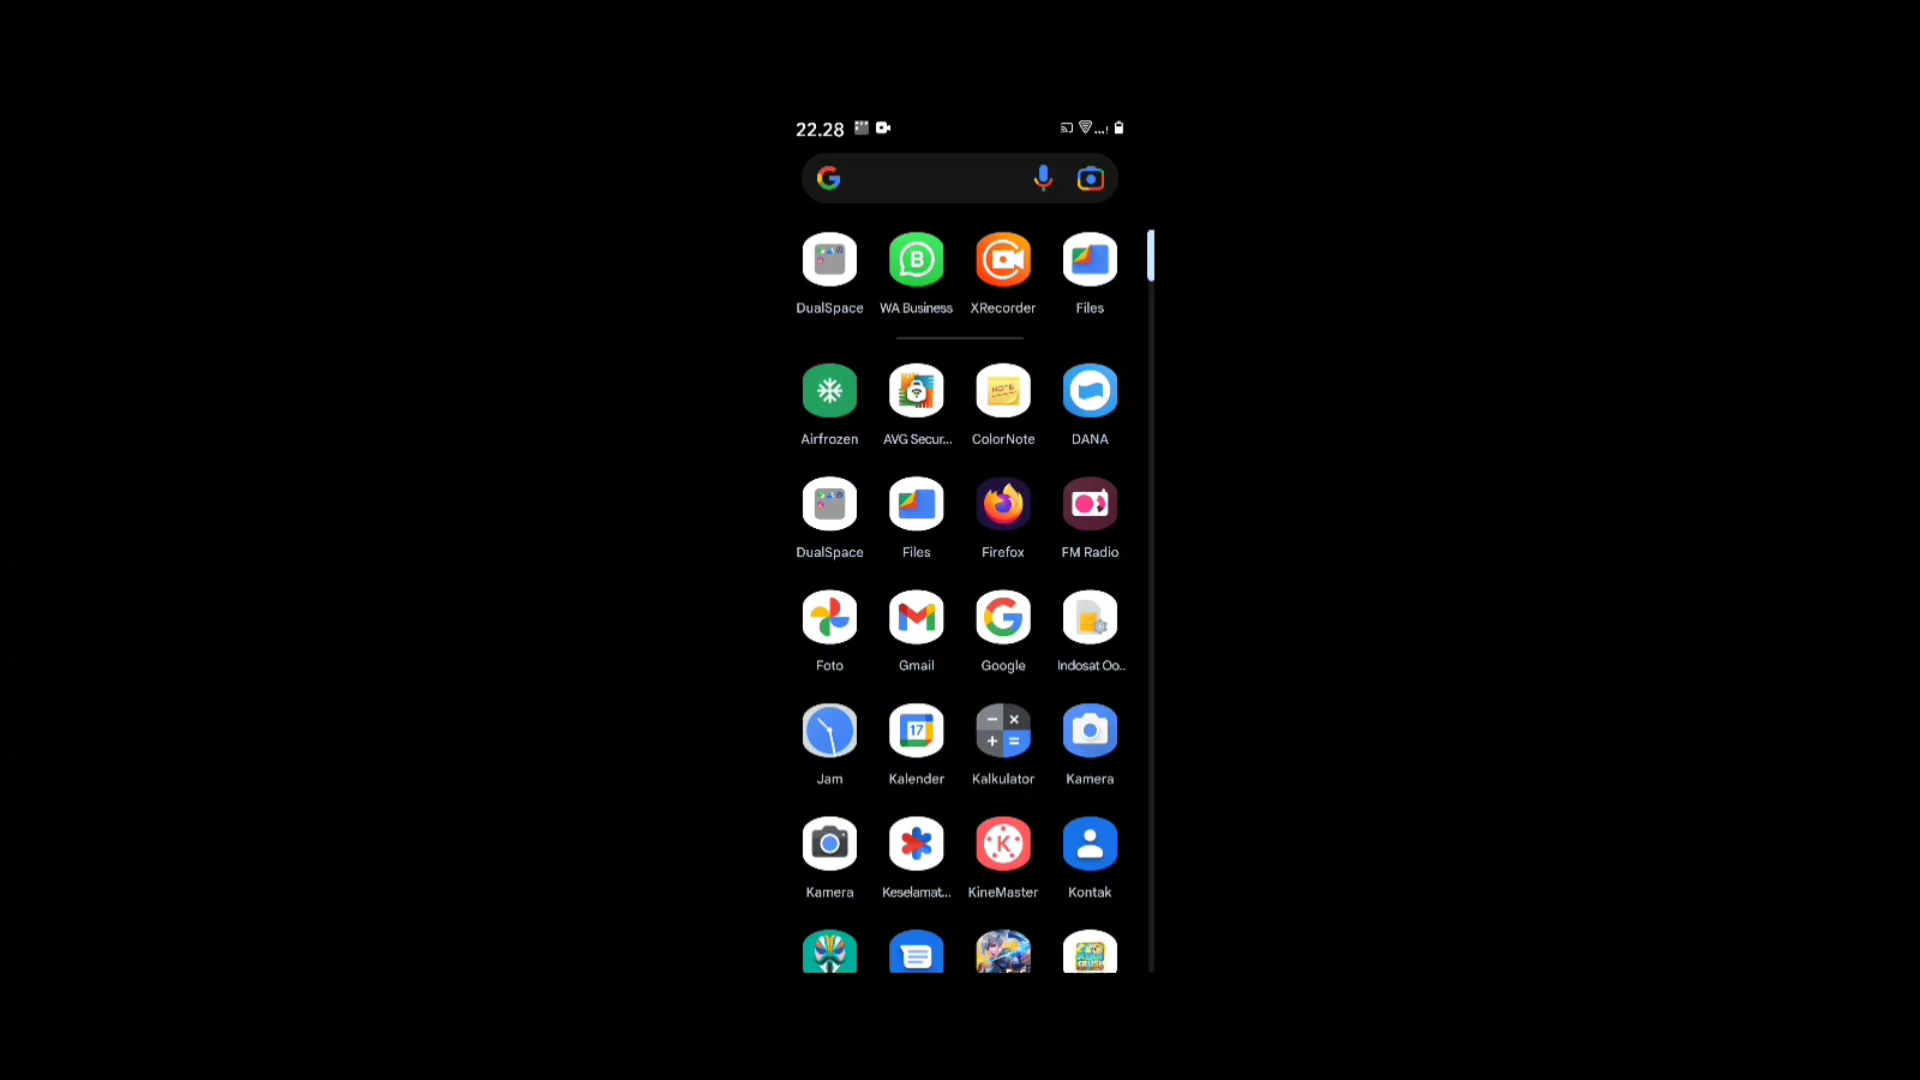 22.28
DualSpace WA Business XRecorder Files
Airfrozen AVG Secur... ColorNote DANA
DualSpace Files Firefox FM Radio
Foto Gmail Google Indosat Oo..
17
Jam Kalender Kalkulator Kamera
Kamera Keselamat... KineMaster Kontak